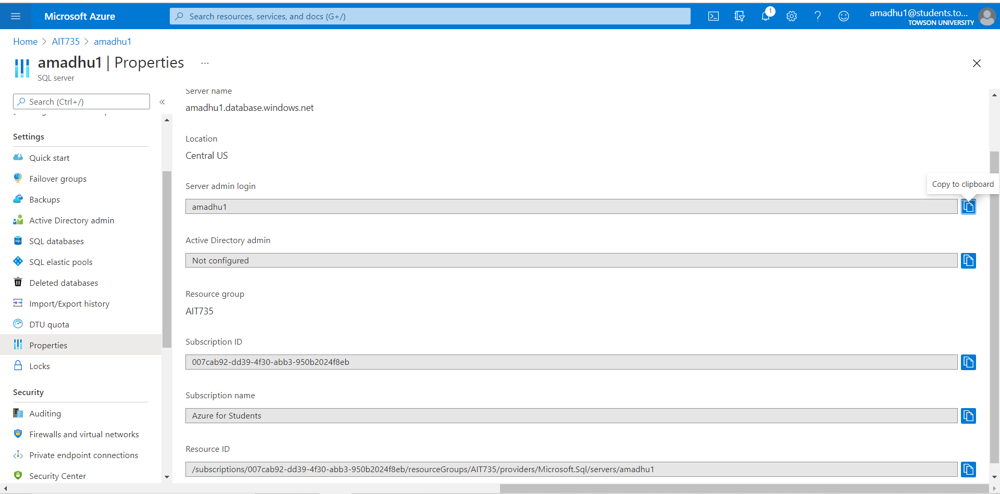 Microsoft Azure
Search resources, services, and docs (G+/)
1
amadhu1@students.to...
TOWSON UNIVERSITY
Home > AIT735 > amadhu1
amadhu1 | Properties ...
SQL server
Search (Ctrl+/)
«
Settings
Quick start
Failover groups
Backups
Active Directory admin
SQL databases
SQL elastic pools
Deleted databases
Import/Export history
DTU quota
Properties
Locks
Security
Auditing
Firewalls and virtual networks
Private endpoint connections
Security Center
Server name
amadhu1.database.windows.net
Location
Central US
Server admin login
Copy to clipboard
amadhu1
Active Directory admin
Not configured
Resource group
AIT735
Subscription ID
007cab92-dd39-4f30-abb3-950b2024f8eb
Subscription name
Azure for Students
Resource ID
/subscriptions/007cab92-dd39-4f30-abb3-950b2024f8eb/resourceGroups/AIT735/providers/Microsoft.Sql/servers/amadhu1